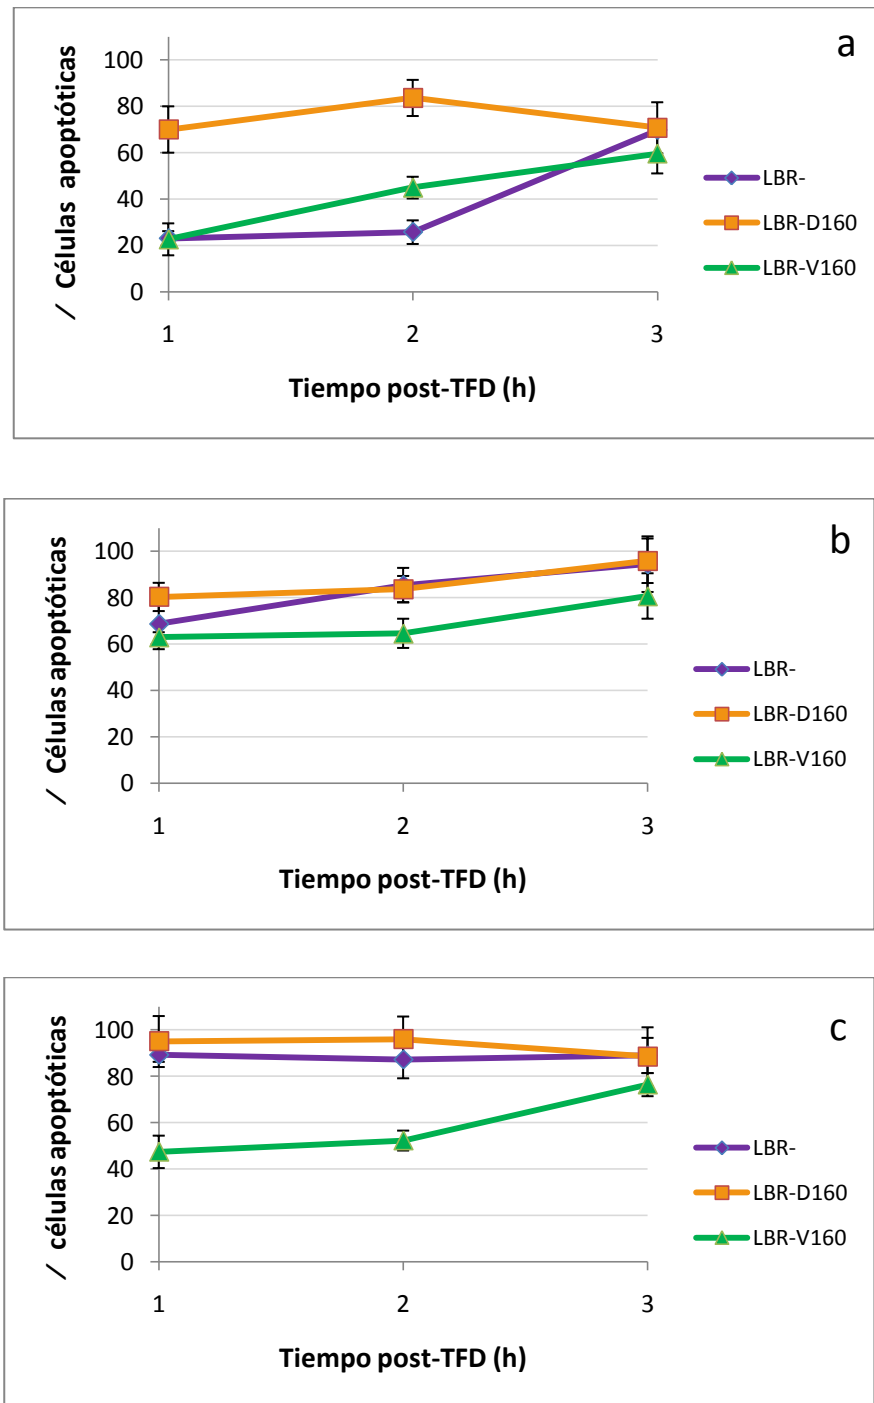 a
100
80
60
40
20
0
/ Células apoptóticas
1 2 3
Tiempo post-TFD (h)
LBR-
LBR-D160
LBR-V160
b
100
80
60
40
20
0
/ Células apoptóticas
1 2 3
Tiempo post-TFD (h)
LBR-
LBR-D160
LBR-V160
c
100
80
60
40
20
0
/ células apoptóticas
1 2 3
Tiempo post-TFD (h)
LBR-
LBR-D160
LBR-V160